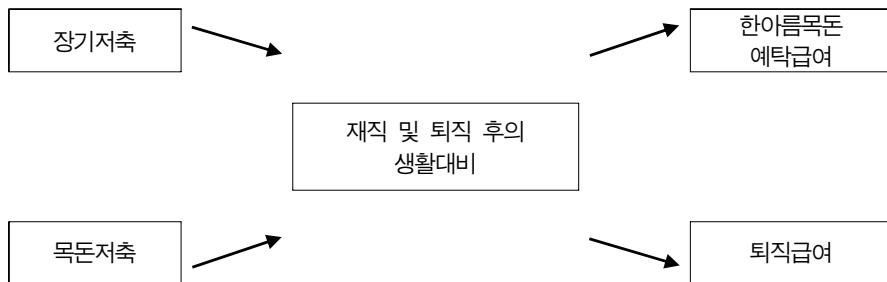 장기저축
한아름목돈
예탁급여
재직 및 퇴직 후의
생활대비
목돈저축
퇴직급여